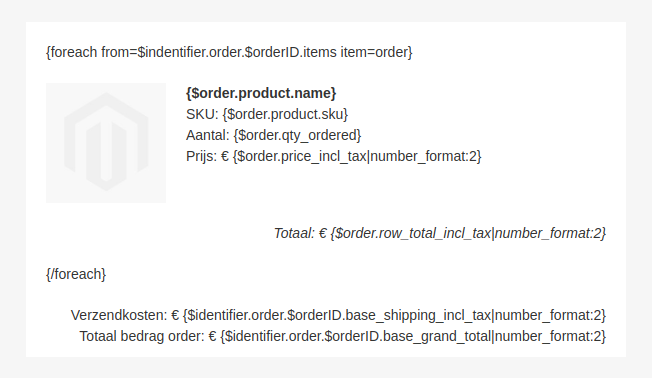 {foreach from=$indentifier.order.$orderID.items item=order}
{$order.product.name}
SKU: {$order.product.sku}
Aantal: {$order.qty_ordered}
Prijs: € {$order.price_incl_tax|number_format:2}
Totaal: € {$order.row_total_incl_tax|number_format:2}
{/foreach}
Verzendkosten: € {$identifier.order.$orderID.base_shipping_incl_tax|number_format:2}
Totaal bedrag order: € {$identifier.order.$orderID.base_grand_total|number_format:2}